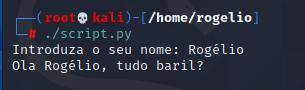 (root💀kali)-[/home/rogelio]
# ./script.py
Introduza o seu nome: Rogélio
Ola Rogélio, tudo baril?